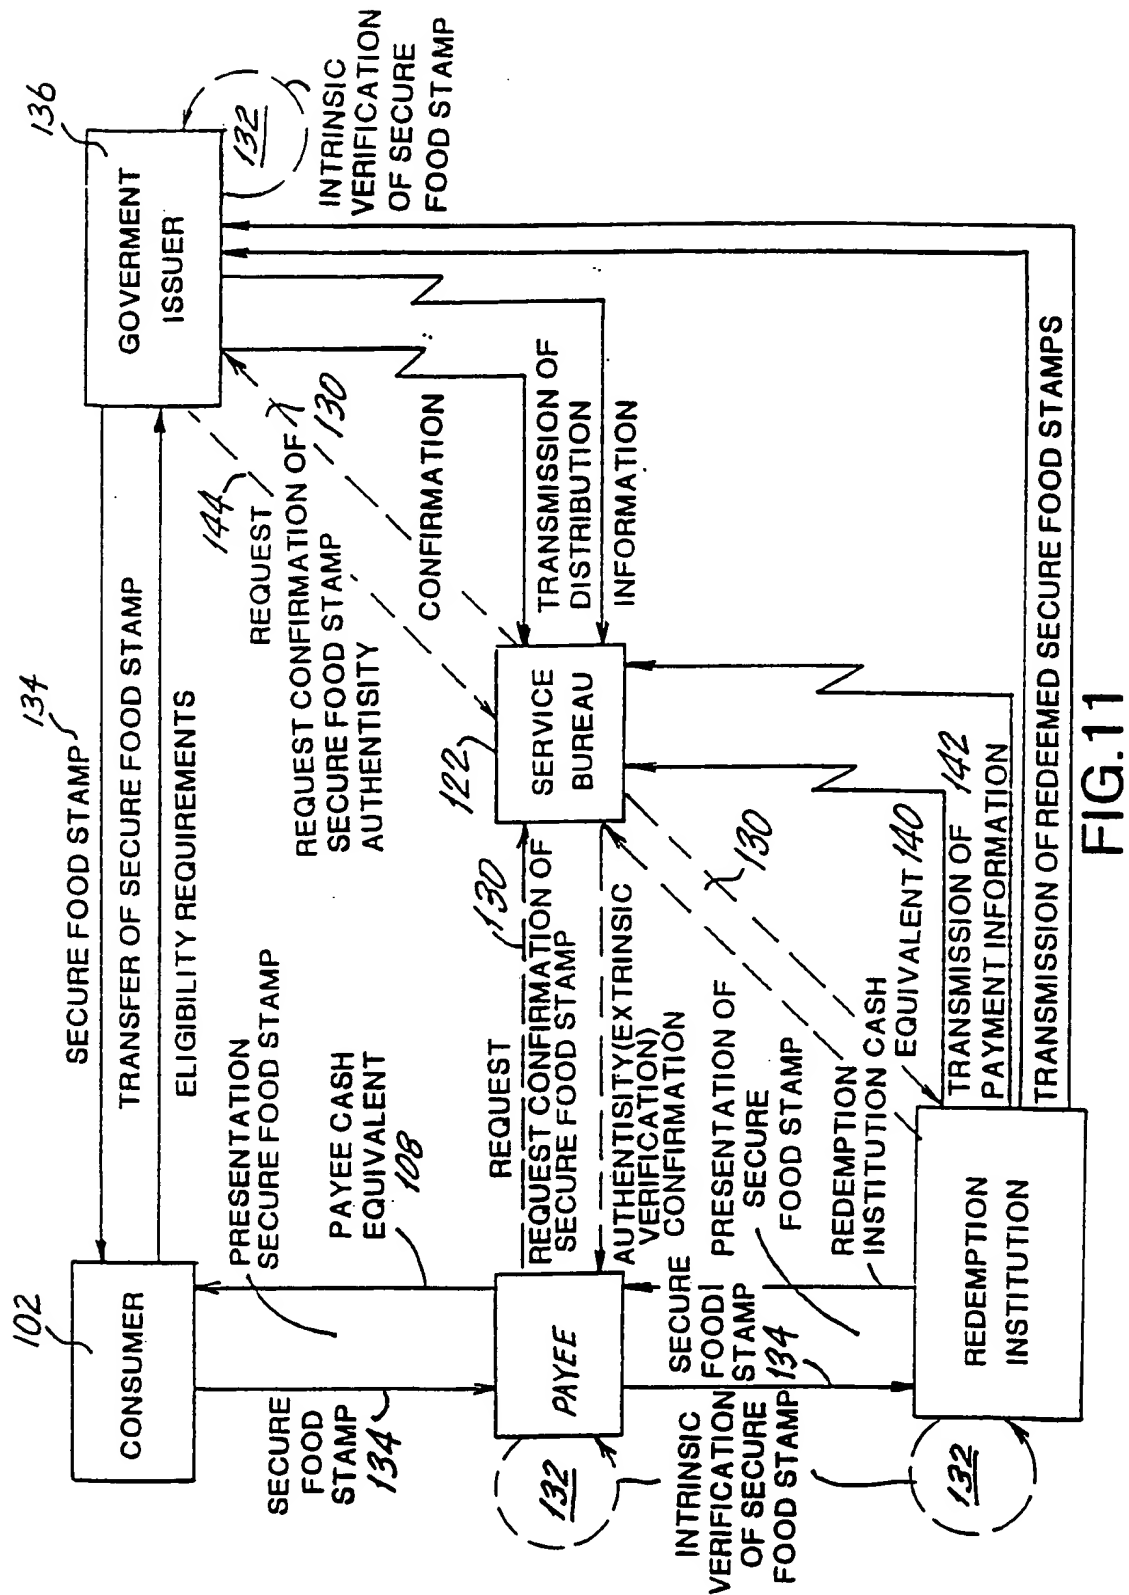 SECURE FOOD STAMP 134
TRANSFER OF SECURE FOOD STAMP
ELIGIBILITY REQUIREMENTS
102
CONSUMER
136
GOVERMENT
ISSUER
132
INTRINSIC
VERIFICATION
OF SECURE
FOOD STAMP
PRESENTATION
SECURE FOOD STAMP
PAYEE CASH
EQUIVALENT
108
SECURE
FOOD
STAMP
134
144
REQUEST
REQUEST CONFIRMATION OF
SECURE FOOD STAMP
AUTHENTISITY
130
CONFIRMATION
TRANSMISSION OF
DISTRIBUTION
INFORMATION
122
SERVICE
BUREAU
130
REQUEST
REQUEST CONFIRMATION OF
SECURE FOOD STAMP
AUTHENTISITY(EXTRINSIC
VERIFICATION)
CONFIRMATION
PAYEE
132
INTRINSIC
VERIFICATION
OF SECURE
FOOD STAMP
SECURE
FOOD
STAMP
134
PRESENTATION OF
SECURE
FOOD STAMP
REDEMPTION
INSTITUTION CASH
EQUIVALENT 140
130
TRANSMISSION OF
PAYMENT INFORMATION
142
TRANSMISSION OF REDEEMED SECURE FOOD STAMPS
REDEMPTION
INSTITUTION
132
FIG.11